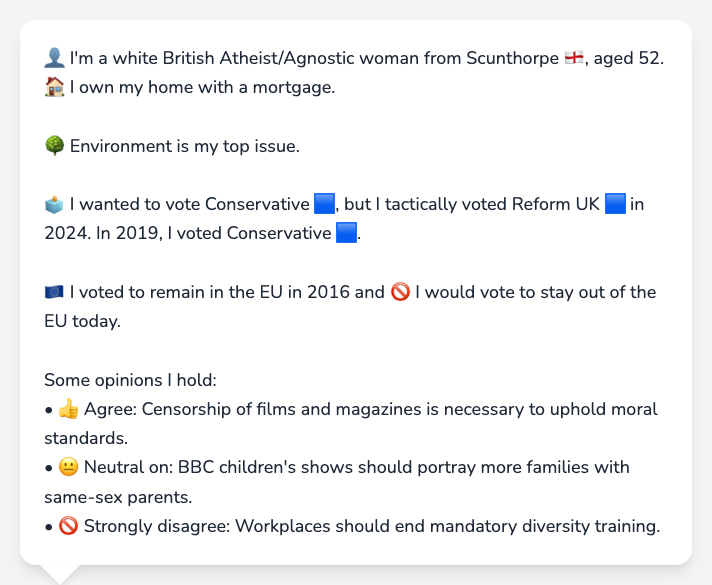 👤 I'm a white British Atheist/Agnostic woman from Scunthorpe 🏴󠁧󠁢󠁥󠁮󠁧󠁿, aged 52.
🏠 I own my home with a mortgage.
🌳 Environment is my top issue.
🗳️ I wanted to vote Conservative 🟦, but I tactically voted Reform UK 🟦 in
2024. In 2019, I voted Conservative 🟦.
🇪🇺 I voted to remain in the EU in 2016 and 🚫 I would vote to stay out of the
EU today.
Some opinions I hold:
• 👍 Agree: Censorship of films and magazines is necessary to uphold moral
standards.
• 😐 Neutral on: BBC children's shows should portray more families with
same-sex parents.
• 🚫 Strongly disagree: Workplaces should end mandatory diversity training.